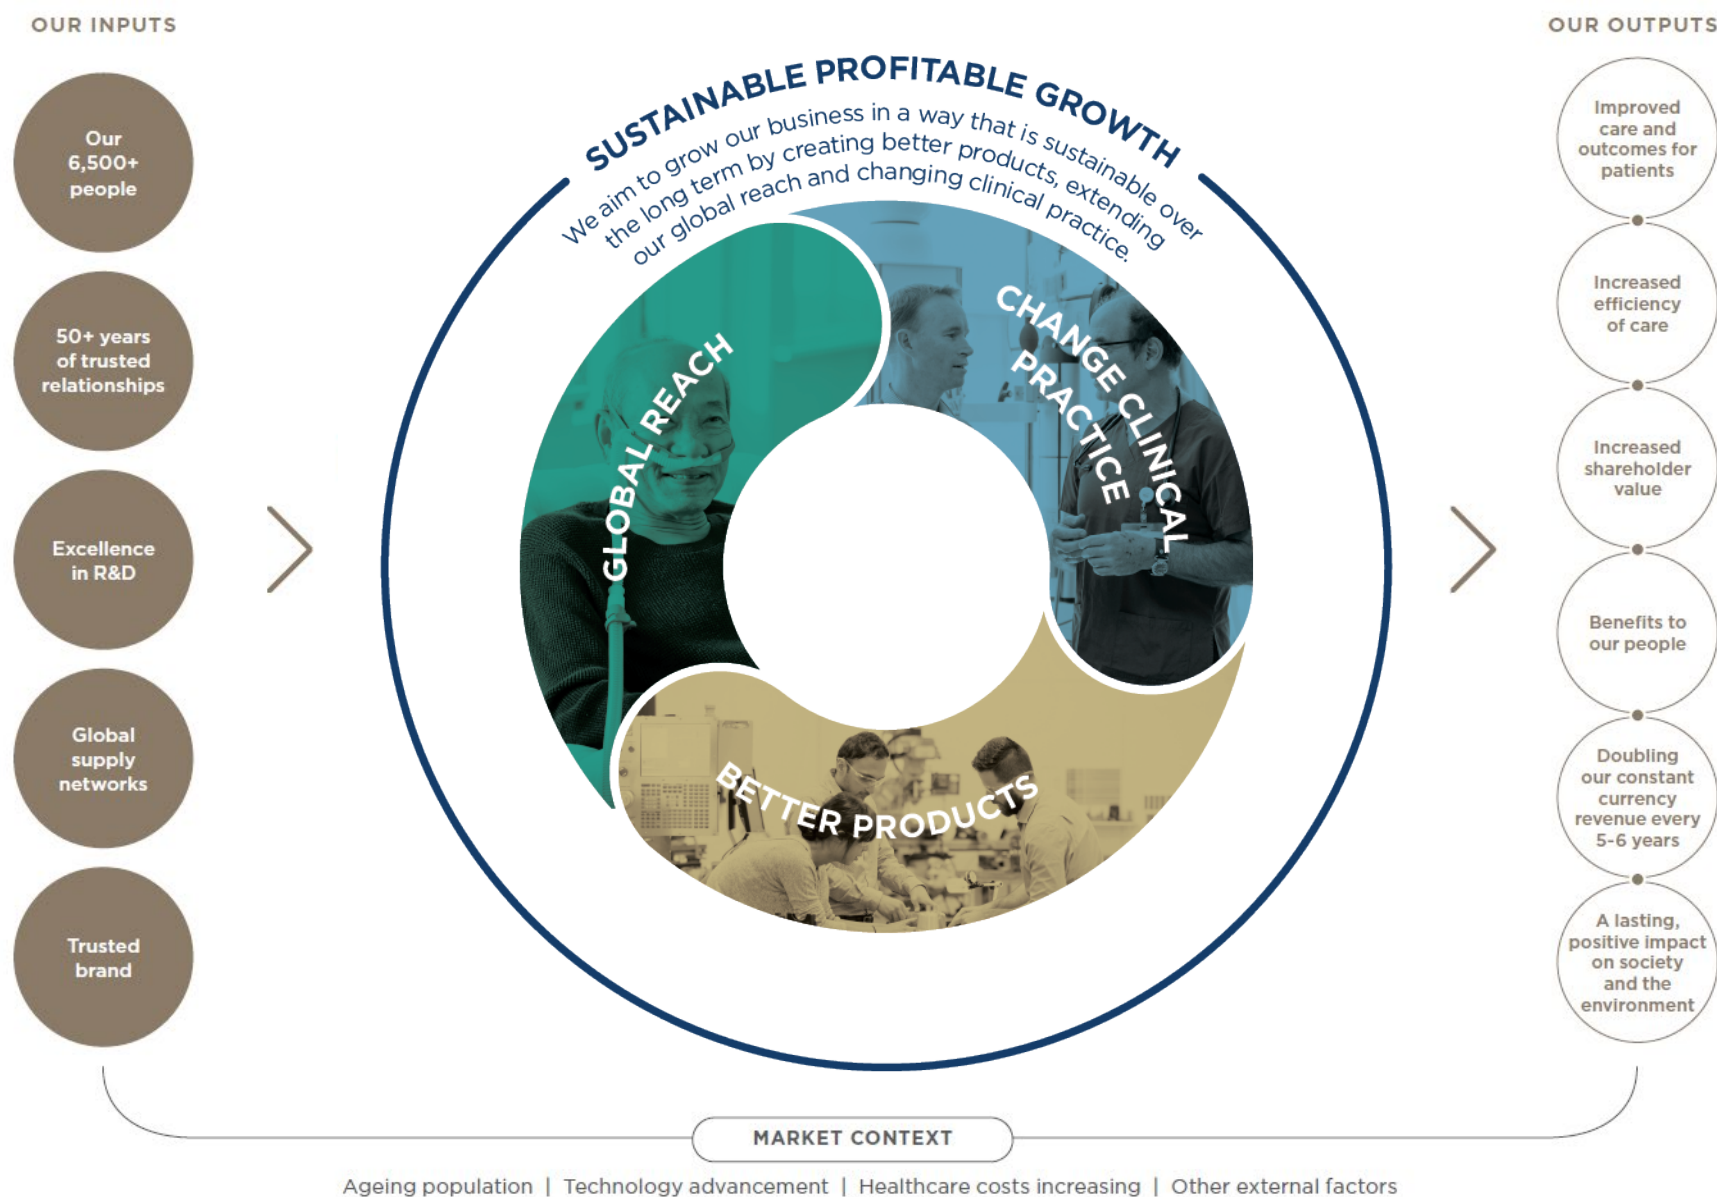 OUR INPUTS
Our
6,500+
people
50+ years
of trusted
relationships
Excellence
in R&D
Global
supply
networks
Trusted
brand
SUSTAINABLE PROFITABLE GROWTH
We aim to grow our business in a way that is sustainable over
the long term by creating better products, extending
our global reach and changing clinical practice.
GLOBAL REACH
CHANGE CLINICAL
PRACTICE
BETTER PRODUCTS
OUR OUTPUTS
Improved
care and
outcomes for
patients
Increased
efficiency
of care
Increased
shareholder
value
Benefits to
our people
Doubling
our constant
currency
revenue every
5-6 years
A lasting,
positive impact
on society
and the
environment
MARKET CONTEXT
Ageing population | Technology advancement | Healthcare costs increasing | Other external factors